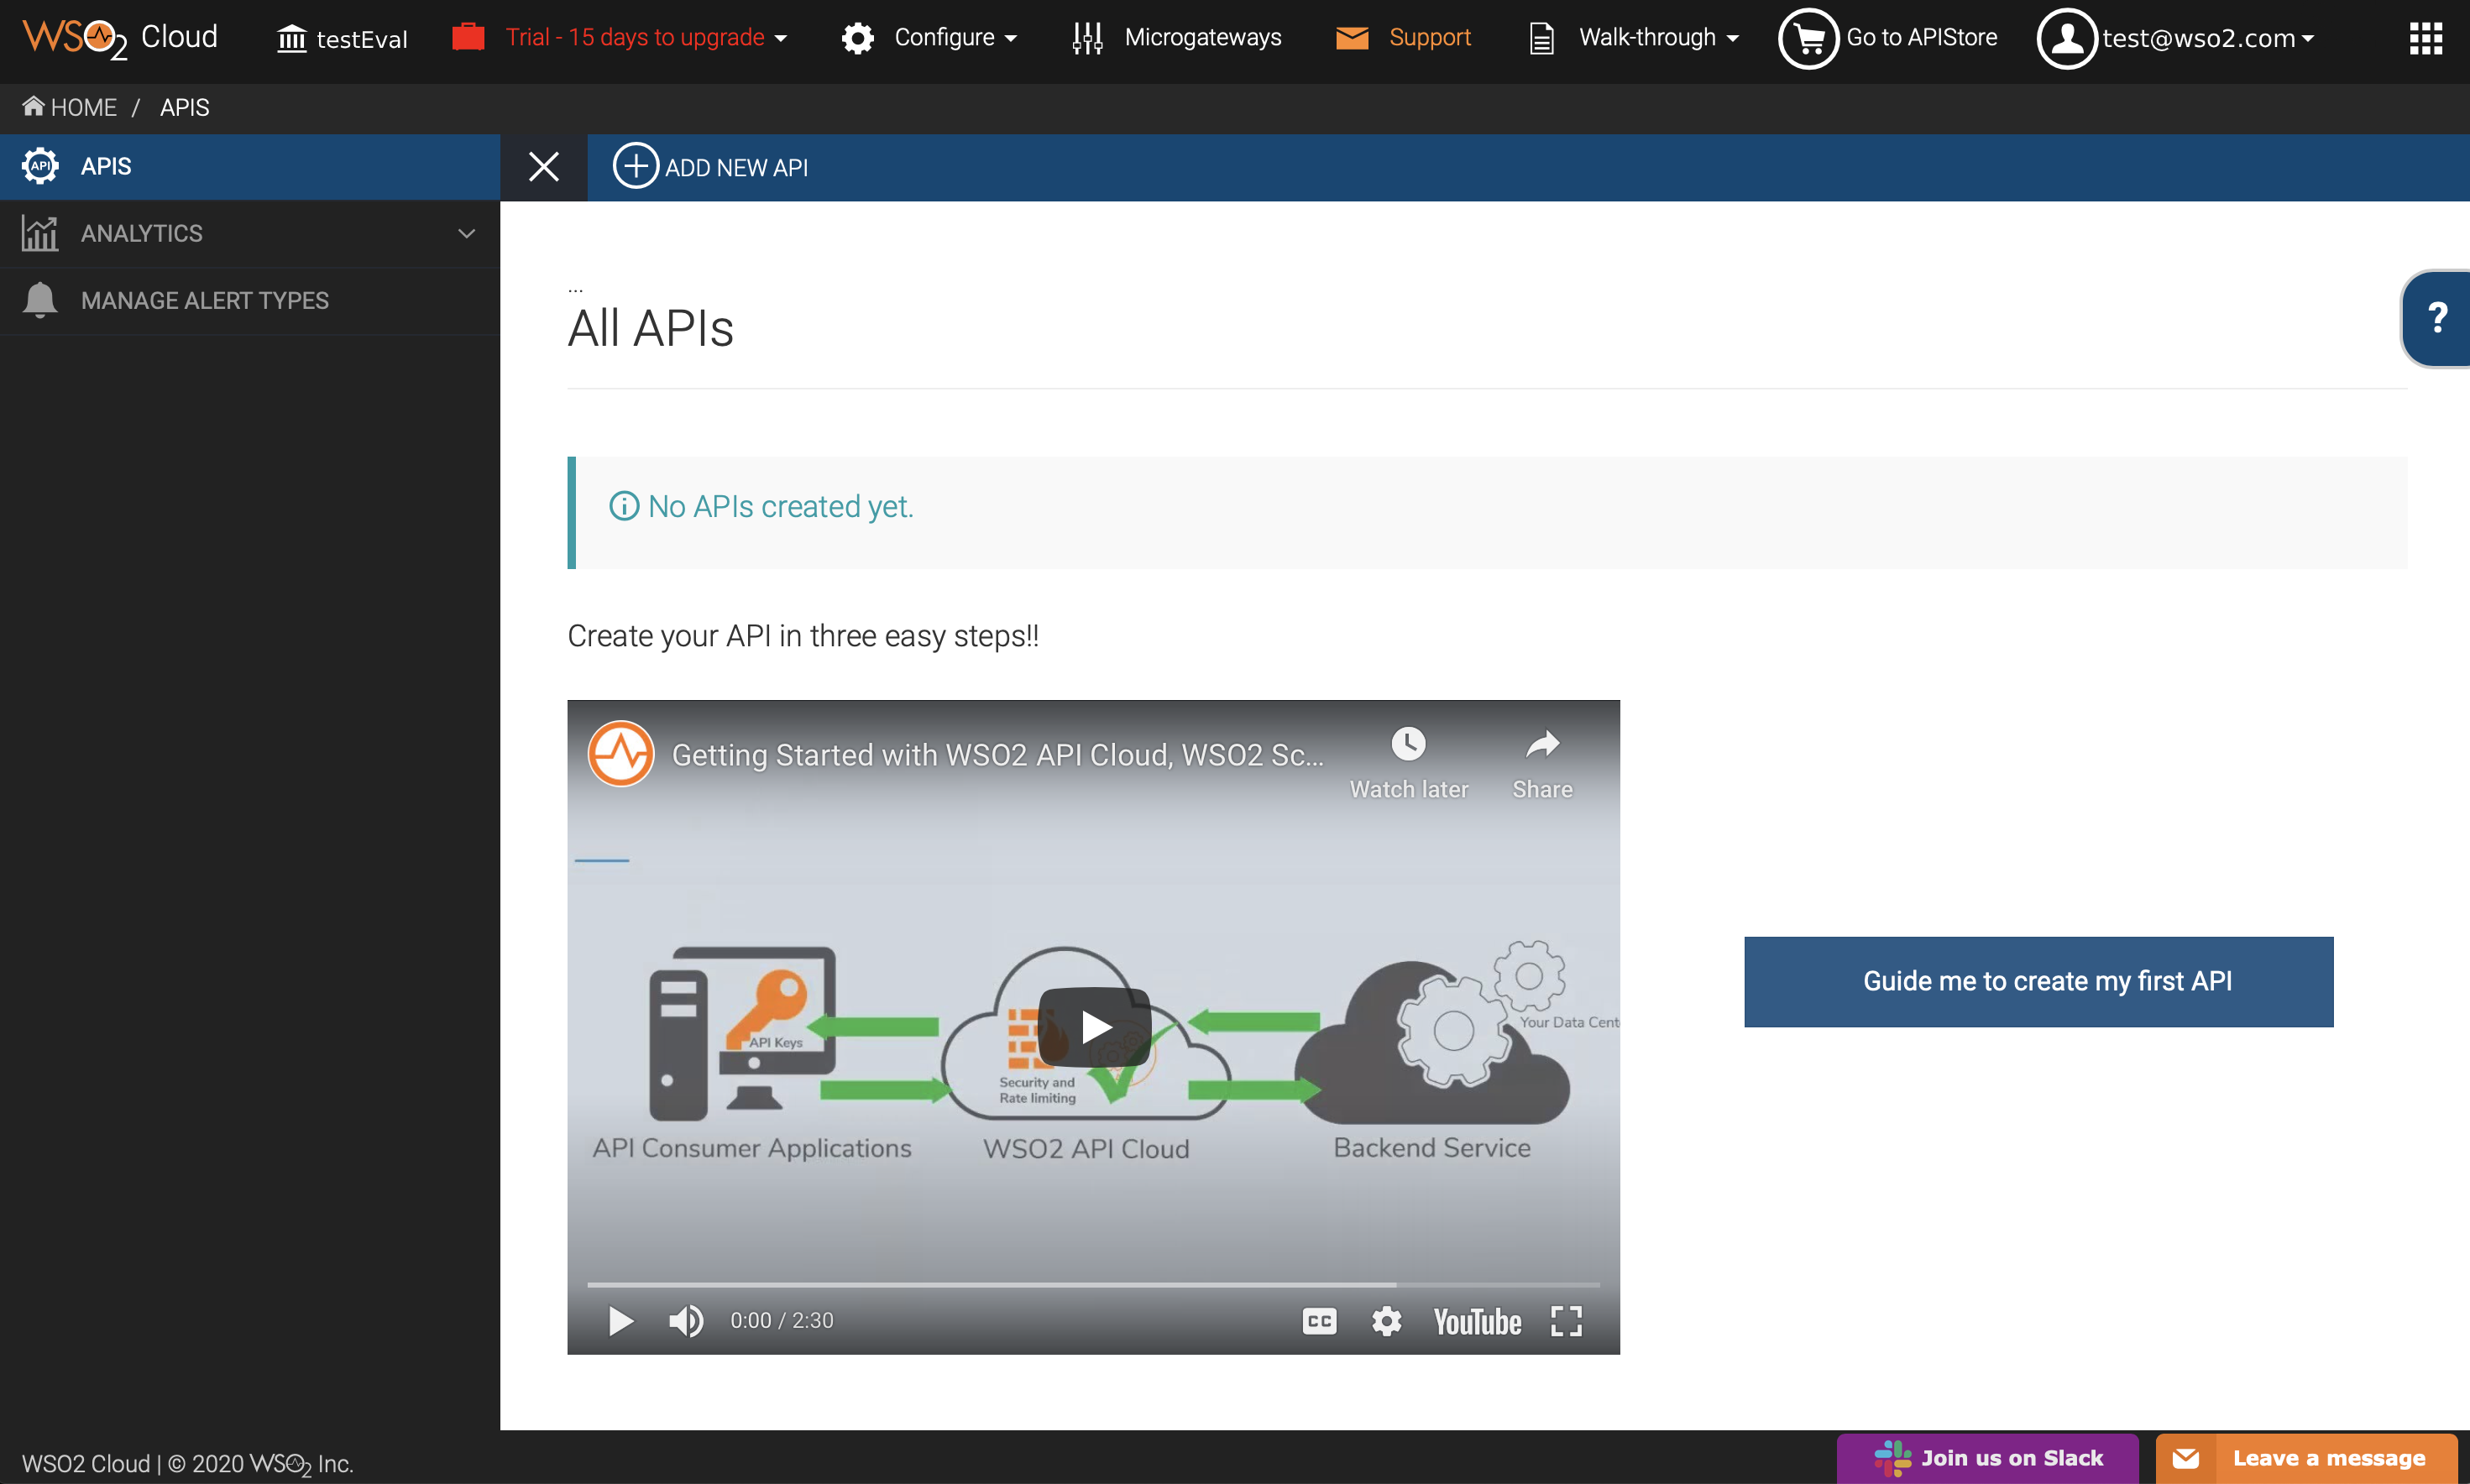 WSO2 Cloud
testEval
Trial - 15 days to upgrade
Configure
Microgateways
Support
Walk-through
Go to APIStore
test@wso2.com
HOME / APIS
API APIS
ADD NEW API
ANALYTICS
MANAGE ALERT TYPES
...
All APIs
?
No APIs created yet.
Create your API in three easy steps!!
Getting Started with WSO2 API Cloud, WSO2 Sc...
Watch later
Share
API Keys
Security and
Rate limiting
Your Data Cent
API Consumer Applications
WSO2 API Cloud
Backend Service
Guide me to create my first API
0:00 / 2:30
CC
YouTube
WSO2 Cloud | © 2020 WSO2 Inc.
Join us on Slack
Leave a message